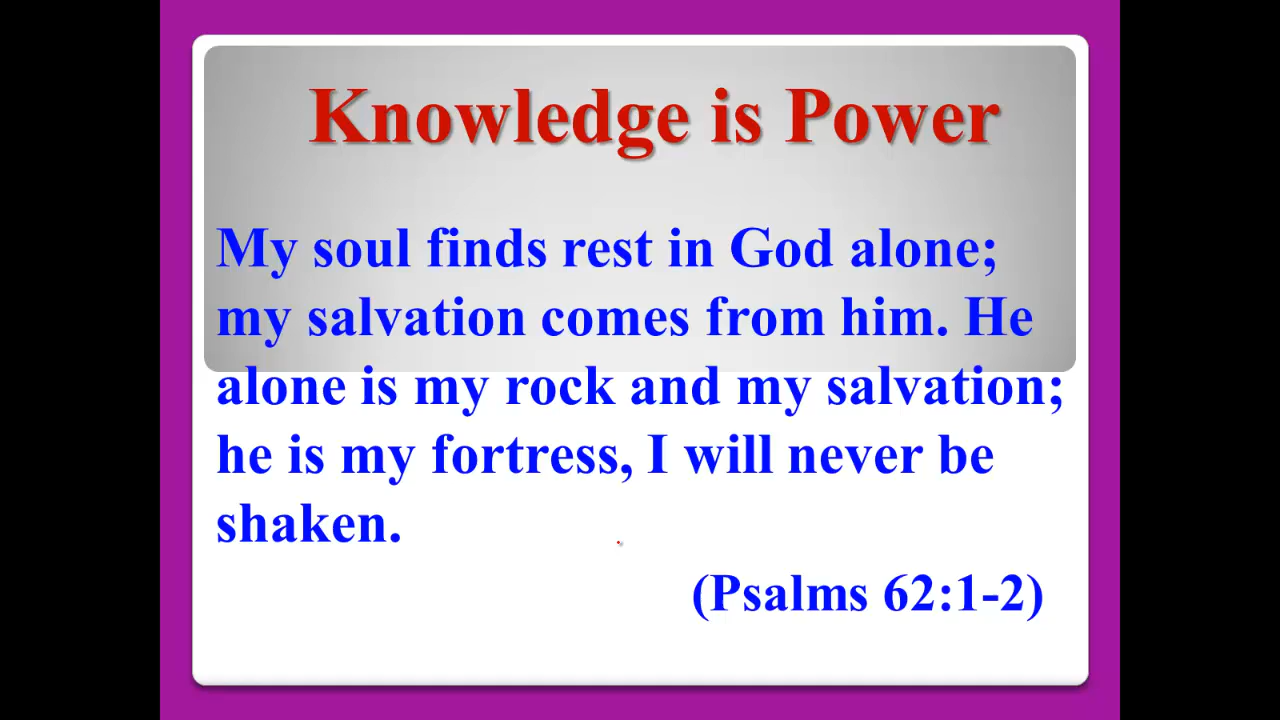 Knowledge is Power
My soul finds rest in God alone;
my salvation comes from him. He
alone is my rock and my salvation;
he is my fortress, I will never be
shaken.
(Psalms 62:1-2)